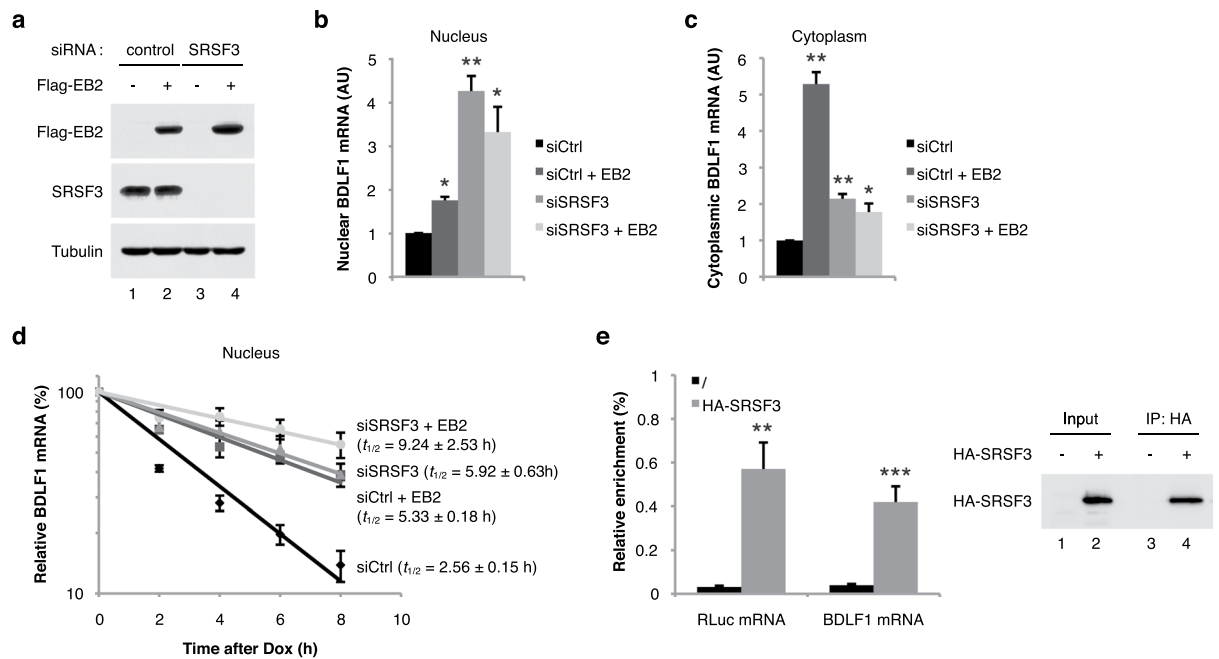 a
siRNA : control SRSF3
Flag-EB2 - + - +
Flag-EB2
SRSF3
Tubulin
1 2 3 4
b
Nucleus
Nuclear BDLF1 mRNA (AU)
5
4
3
2
1
0
*
**
*
siCtrl
siCtrl + EB2
siSRSF3
siSRSF3 + EB2
c
Cytoplasm
Cytoplasmic BDLF1 mRNA (AU)
6
5
4
3
2
1
0
**
**
*
siCtrl
siCtrl + EB2
siSRSF3
siSRSF3 + EB2
d
Nucleus
Relative BDLF1 mRNA (%)
100
10
0 2 4 6 8 10
Time after Dox (h)
siSRSF3 + EB2
(t1/2 = 9.24 ± 2.53 h)
siSRSF3 (t1/2 = 5.92 ± 0.63h)
siCtrl + EB2
(t1/2 = 5.33 ± 0.18 h)
siCtrl (t1/2 = 2.56 ± 0.15 h)
e
Relative enrichment (%)
1
0.8
0.6
0.4
0.2
0
/
HA-SRSF3
**
***
RLuc mRNA BDLF1 mRNA
Input IP: HA
HA-SRSF3 - + - +
HA-SRSF3
1 2 3 4